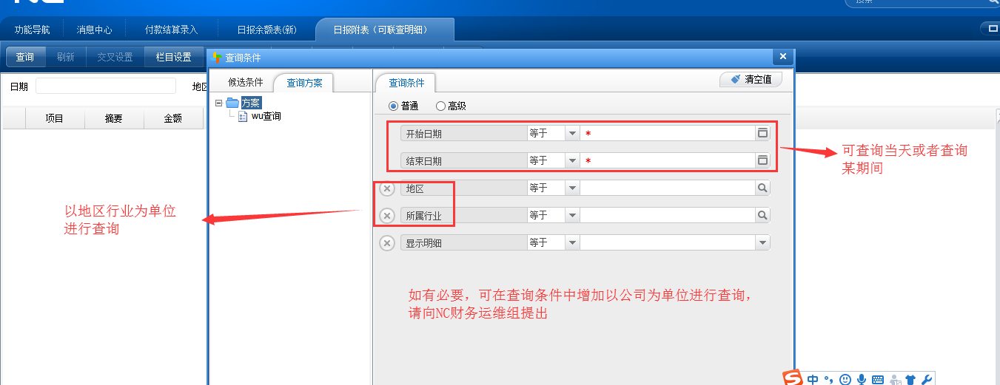 搜索
功能导航 消息中心 付款结算录入 日报余额表(新) 日报附表（可联查明细）
查询 刷新 交叉设置 栏目设置
查询条件
日期
候选条件 查询方案
查询条件
清空值
方案
wu查询
普通 高级
项目 摘要 金额
开始日期 等于 *
结束日期 等于 *
地区 等于
所属行业 等于
显示明细 等于
可查询当天或者查询
某期间
以地区行业为单位
进行查询
如有必要，可在查询条件中增加以公司为单位进行查询，
请向NC财务运维组提出
S 中